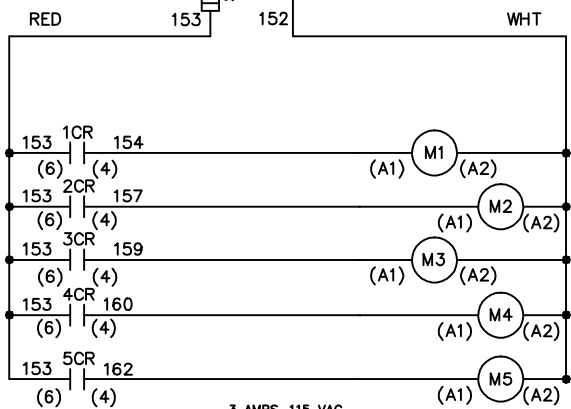 RED 153 152 WHT
1CR
153 154 M1
(6) (4) (A1) (A2)
2CR
153 157 M2
(6) (4) (A1) (A2)
3CR
153 159 M3
(6) (4) (A1) (A2)
4CR
153 160 M4
(6) (4) (A1) (A2)
5CR
153 162 M5
(6) (4) (A1) (A2)
3 AMPS 115 VAC